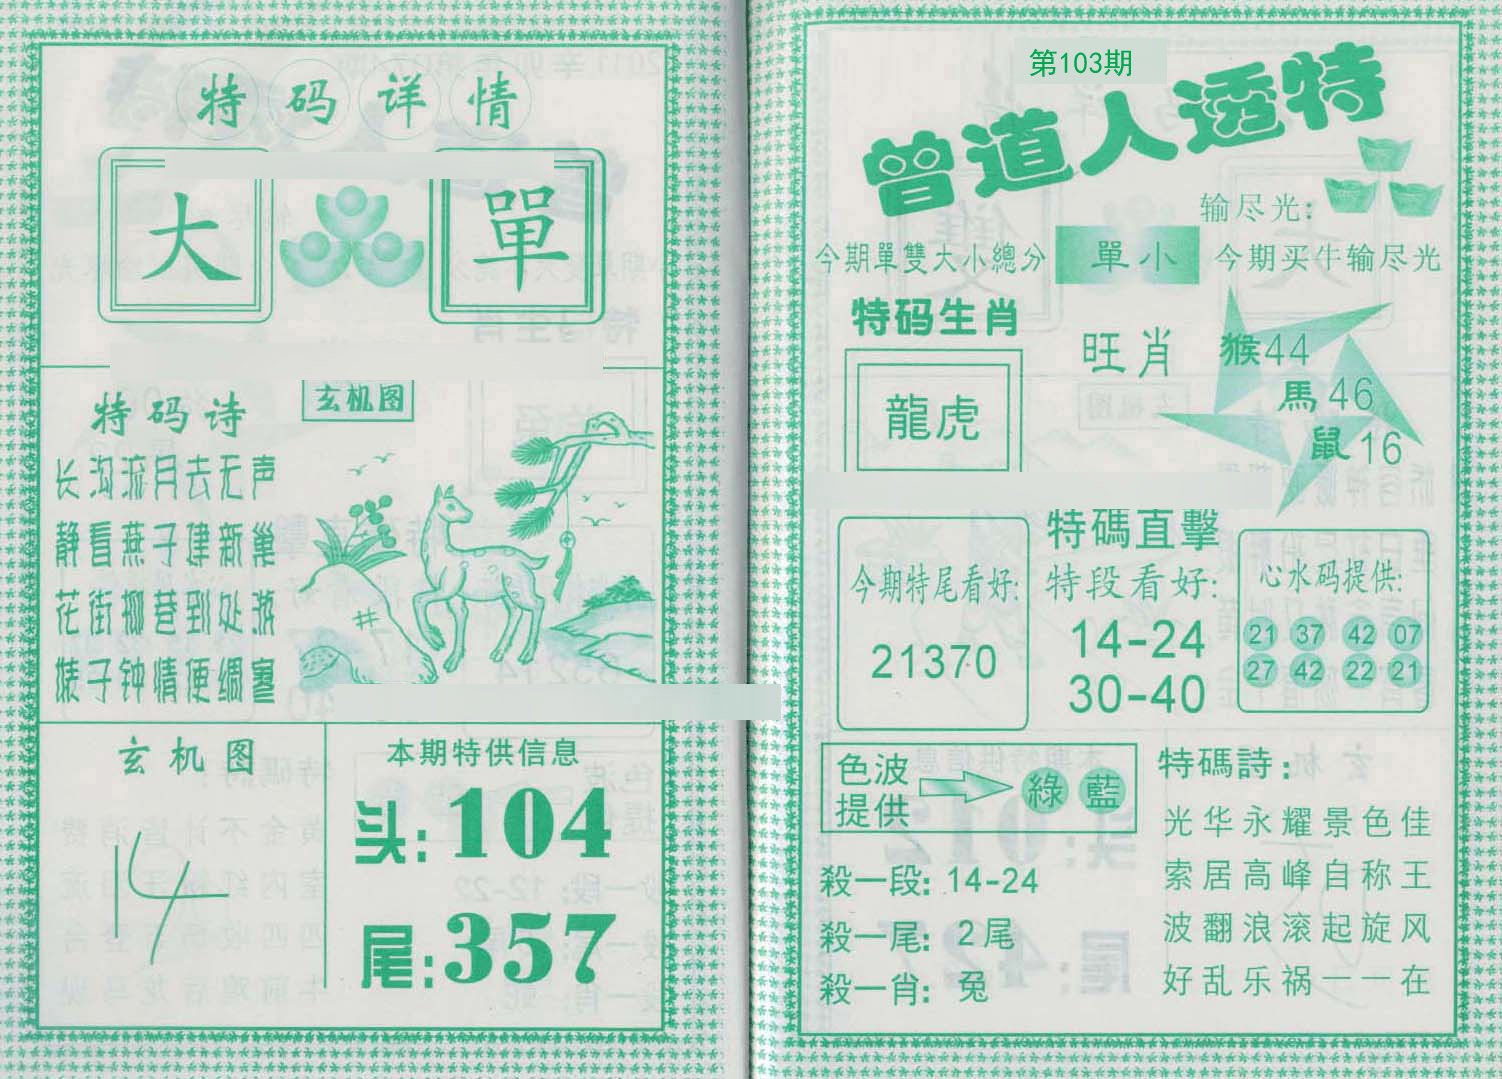 特码详情
大 單
特码诗
玄机图
长沟流月去无声
静看燕子建新巢
花街柳巷到处游
婊子钟情便绸蹇
井
玄机图
14
本期特供信息
头:104
尾:357
第103期
曾道人透特
输尽光:
今期單雙大小總分 單小 今期买牛输尽光
特码生肖
龍虎
旺肖
猴44
馬46
鼠16
特碼直擊
今期特尾看好:
21370
特段看好:
14-24
30-40
心水码提供:
21 37 42 07
27 42 22 21
色波
提供
綠 藍
殺一段: 14-24
殺一尾: 2尾
殺一肖: 兔
特碼詩:
光华永耀景色佳
索居高峰自称王
波翻浪滚起旋风
好乱乐祸一一在